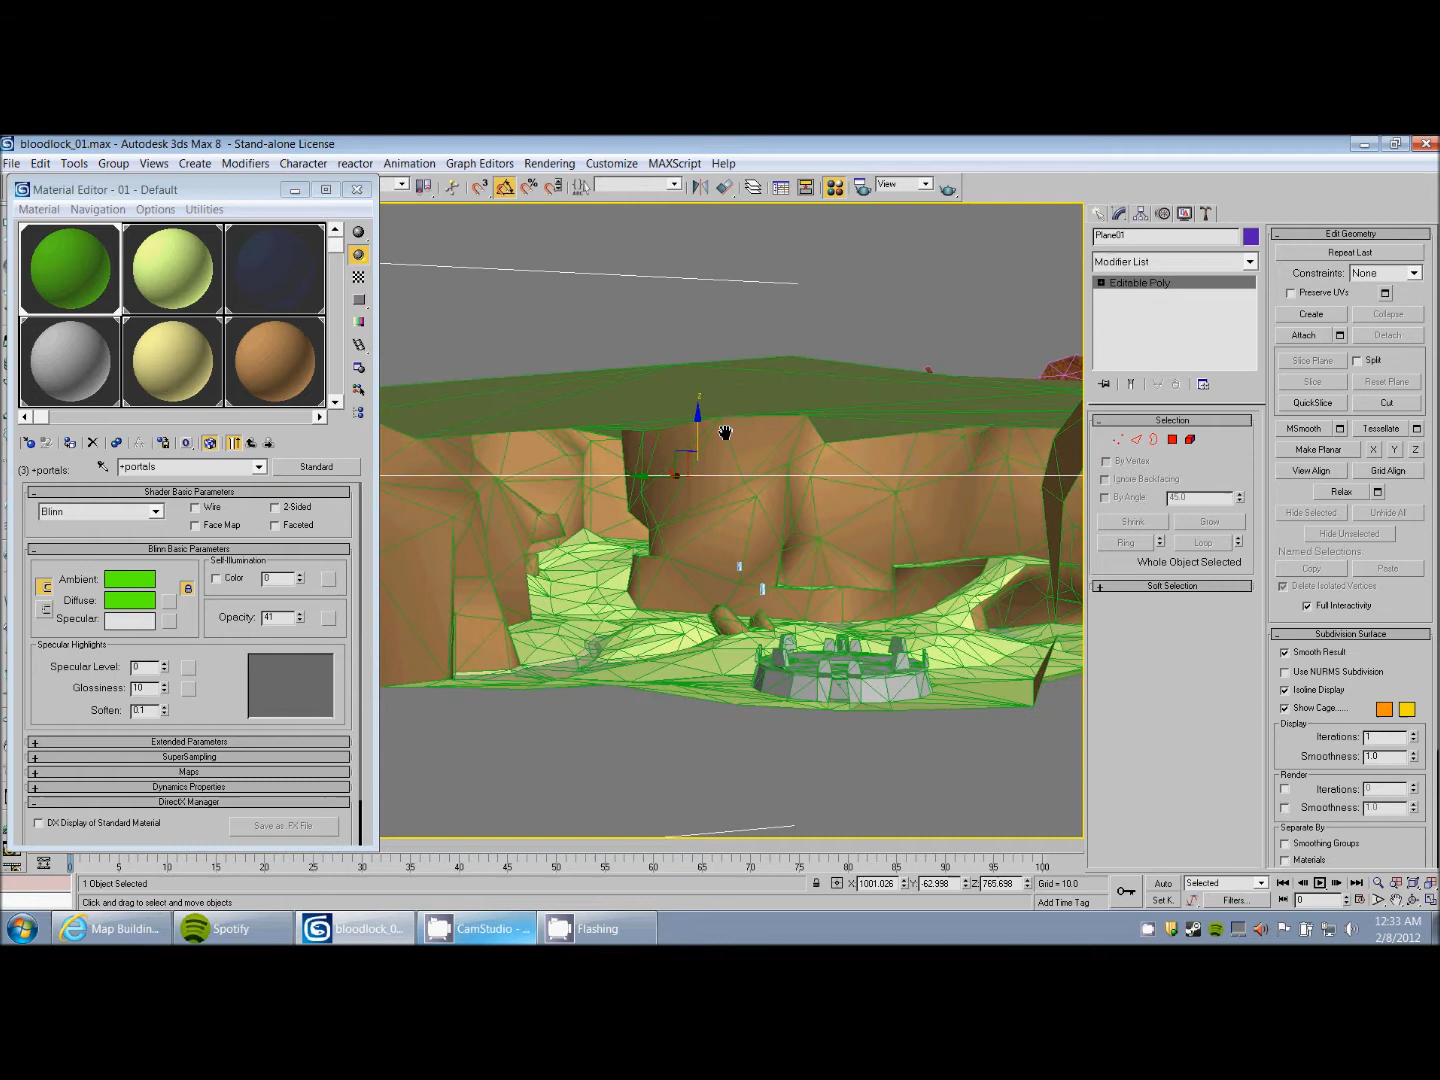 bloodlock_01.max - Autodesk 3ds Max 8 - Stand-alone License
File Edit Tools Group Views Create Modifiers Character reactor Animation Graph Editors Rendering Customize MAXScript Help
Material Editor - 01 - Default
Material Navigation Options Utilities
(3) +portals: +portals Standard
Shader Basic Parameters
Blinn Wire 2-Sided
Face Map Faceted
Blinn Basic Parameters
Self-Illumination
Ambient: Color 0
Diffuse:
Specular: Opacity: 41
Specular Highlights
Specular Level: 0
Glossiness: 10
Soften: 0.1
Extended Parameters
SuperSampling
Maps
Dynamics Properties
DirectX Manager
DX Display of Standard Material Save as .FX File
View
z
Plane01
Modifier List
Editable Poly
Selection
By Vertex
Ignore Backfacing
By Angle: 45.0
Shrink Grow
Ring Loop
Whole Object Selected
Soft Selection
Edit Geometry
Repeat Last
Constraints: None
Preserve UVs
Create Collapse
Attach Detach
Slice Plane Split
Slice Reset Plane
QuickSlice Cut
MSmooth Tessellate
Make Planar X Y Z
View Align Grid Align
Relax
Hide Selected Unhide All
Hide Unselected
Named Selections:
Copy Paste
Delete Isolated Vertices
Full Interactivity
Subdivision Surface
Smooth Result
Use NURMS Subdivision
Isoline Display
Show Cage......
Display
Iterations: 1
Smoothness: 1.0
Render
Iterations: 0
Smoothness: 1.0
Separate By
Smoothing Groups
Materials
5 10 15 20 25 30 35 40 45 50 55 60 65 70 75 80 85 90 95 100
1 Object Selected X: 1001.026 Y: -62.998 Z: 765.698 Grid = 10.0 Auto Selected
Click and drag to select and move objects Add Time Tag Set K. Filters... 0
Map Buildin... Spotify bloodlock_0... CamStudio - ... Flashing
12:33 AM
2/8/2012